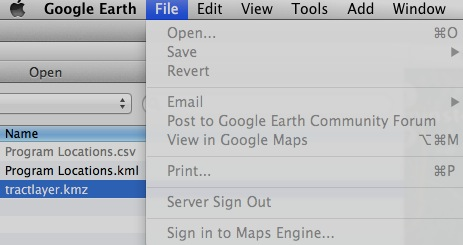 Google Earth File Edit View Tools Add Window
Open... ⌘O
Save
Revert
Email
Post to Google Earth Community Forum
View in Google Maps ⌥⌘M
Print... ⌘P
Server Sign Out
Sign in to Maps Engine...
Open
Name
Program Locations.csv
Program Locations.kml
tractlayer.kmz